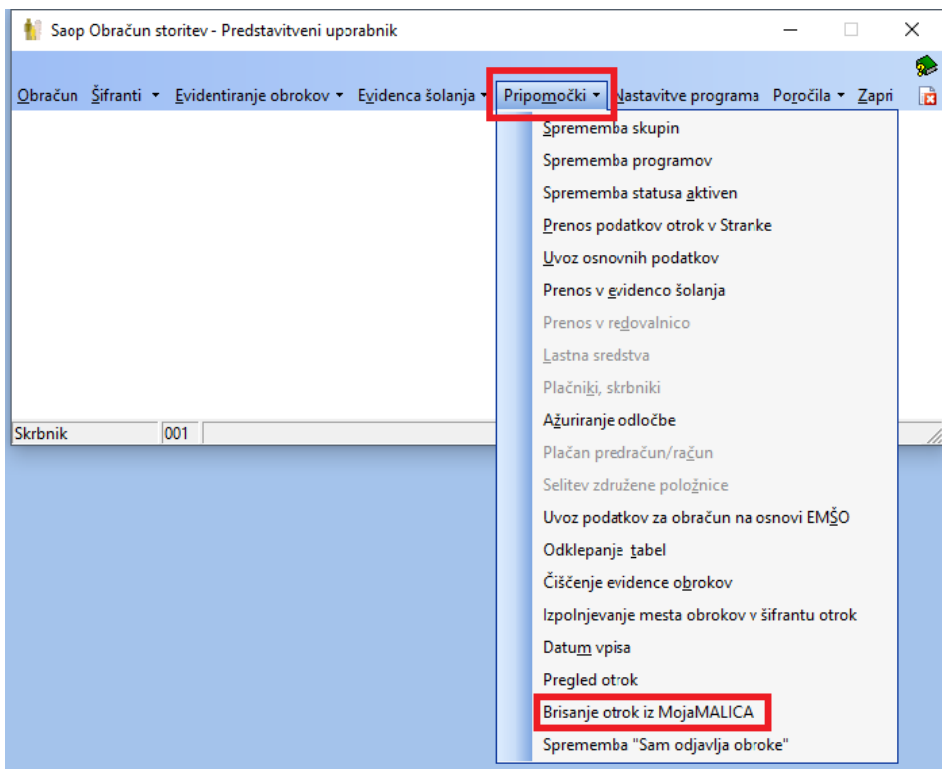 Saop Obračun storitev - Predstavitveni uporabnik
Obračun Šifranti Evidentiranje obrokov Evidenca šolanja Pripomočki Nastavitve programa Poročila Zapri
Sprememba skupin
Sprememba programov
Sprememba statusa aktiven
Prenos podatkov otrok v Stranke
Uvoz osnovnih podatkov
Prenos v evidenco šolanja
Prenos v redovalnico
Lastna sredstva
Plačniki, skrbniki
Ažuriranje odločbe
Plačan predračun/račun
Selitev združene položnice
Uvoz podatkov za obračun na osnovi EMŠO
Odklepanje tabel
Čiščenje evidence obrokov
Izpolnjevanje mesta obrokov v šifrantu otrok
Datum vpisa
Pregled otrok
Brisanje otrok iz MojaMALICA
Sprememba "Sam odjavlja obroke"
Skrbnik 001